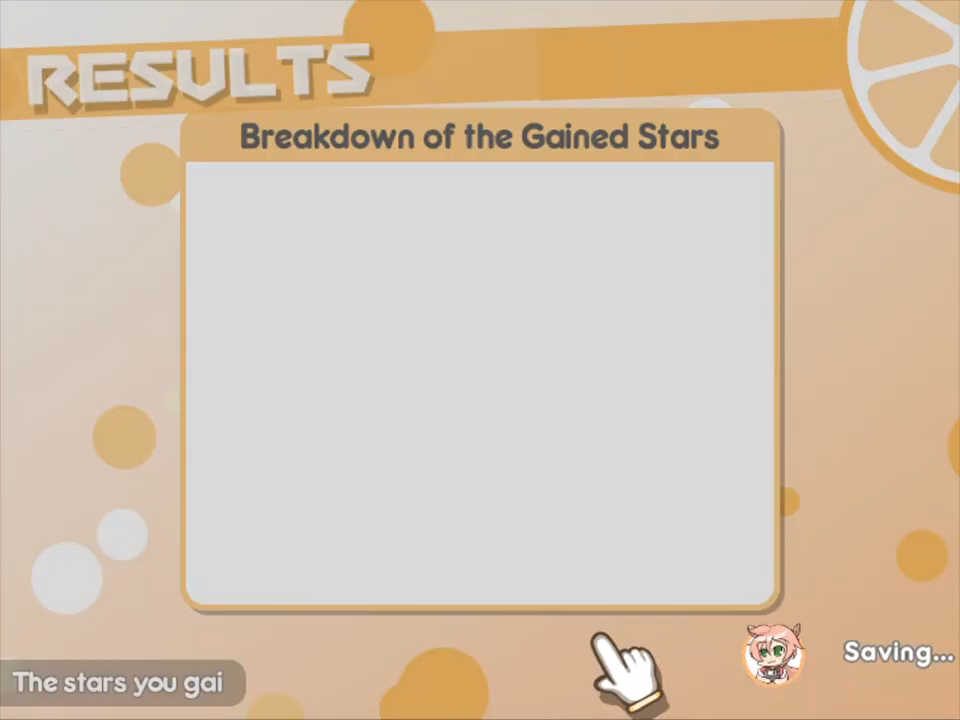 RESULTS
Breakdown of the Gained Stars
Saving...
The stars you gai